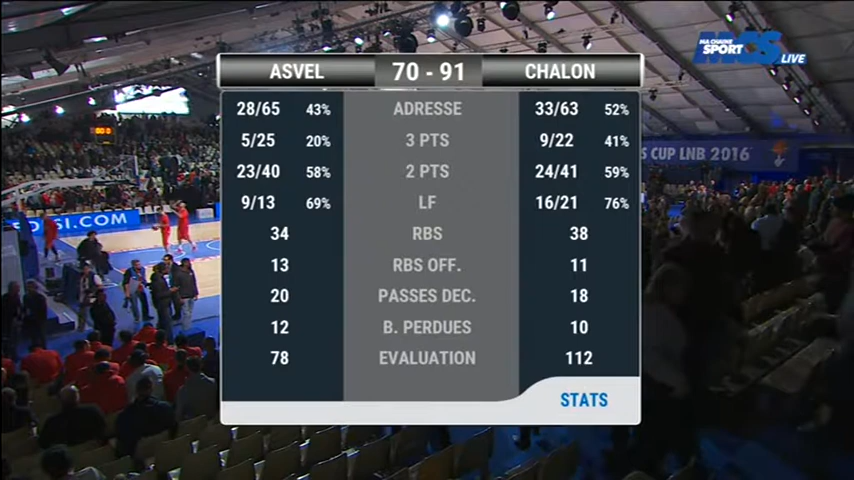 MA CHAINE
SPORT MCS LIVE
ASVEL 70 - 91 CHALON
28/65 43% ADRESSE 33/63 52%
5/25 20% 3 PTS 9/22 41%
23/40 58% 2 PTS 24/41 59%
9/13 69% LF 16/21 76%
34 RBS 38
13 RBS OFF. 11
20 PASSES DEC. 18
12 B. PERDUES 10
78 EVALUATION 112
STATS
S CUP LNB 2016
SI.COM